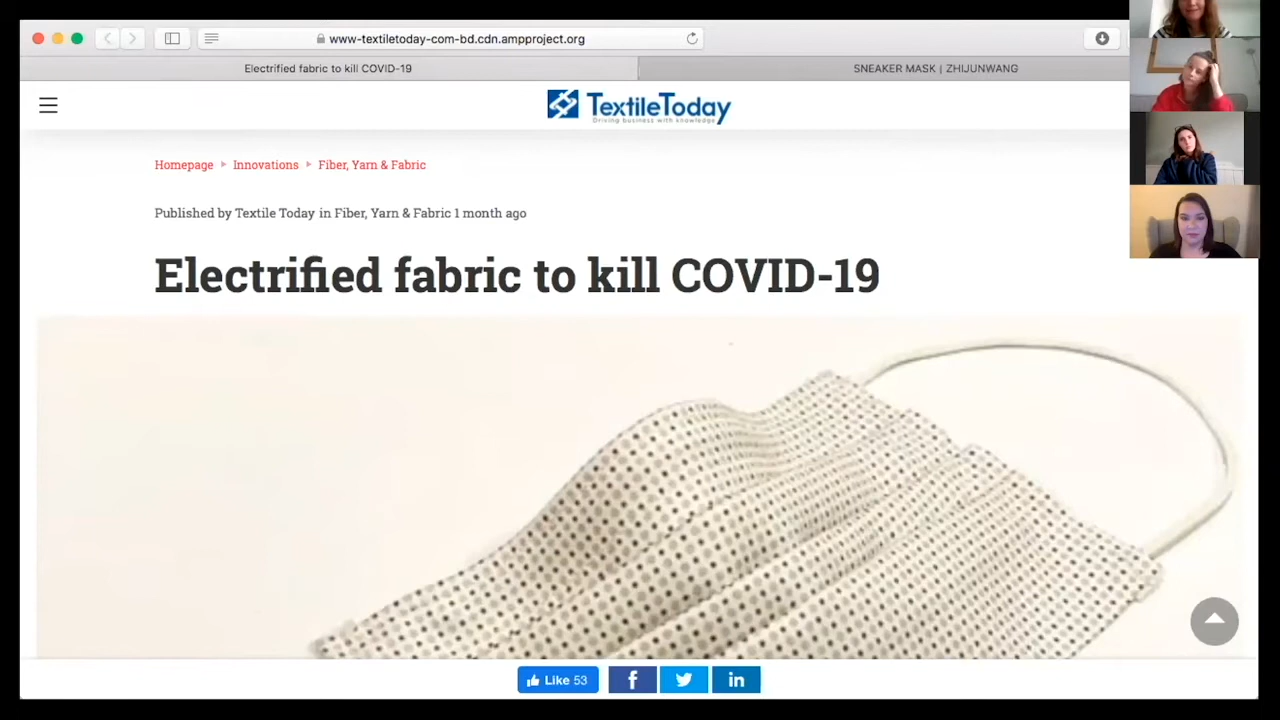 www-textiletoday-com-bd.cdn.ampproject.org
Electrified fabric to kill COVID-19
SNEAKER MASK | ZHIJUNWANG
TextileToday
Driving business with knowledge
Homepage
Innovations
Fiber, Yarn & Fabric
Published by Textile Today in Fiber, Yarn & Fabric 1 month ago
Electrified fabric to kill COVID-19
Like 53
f
in